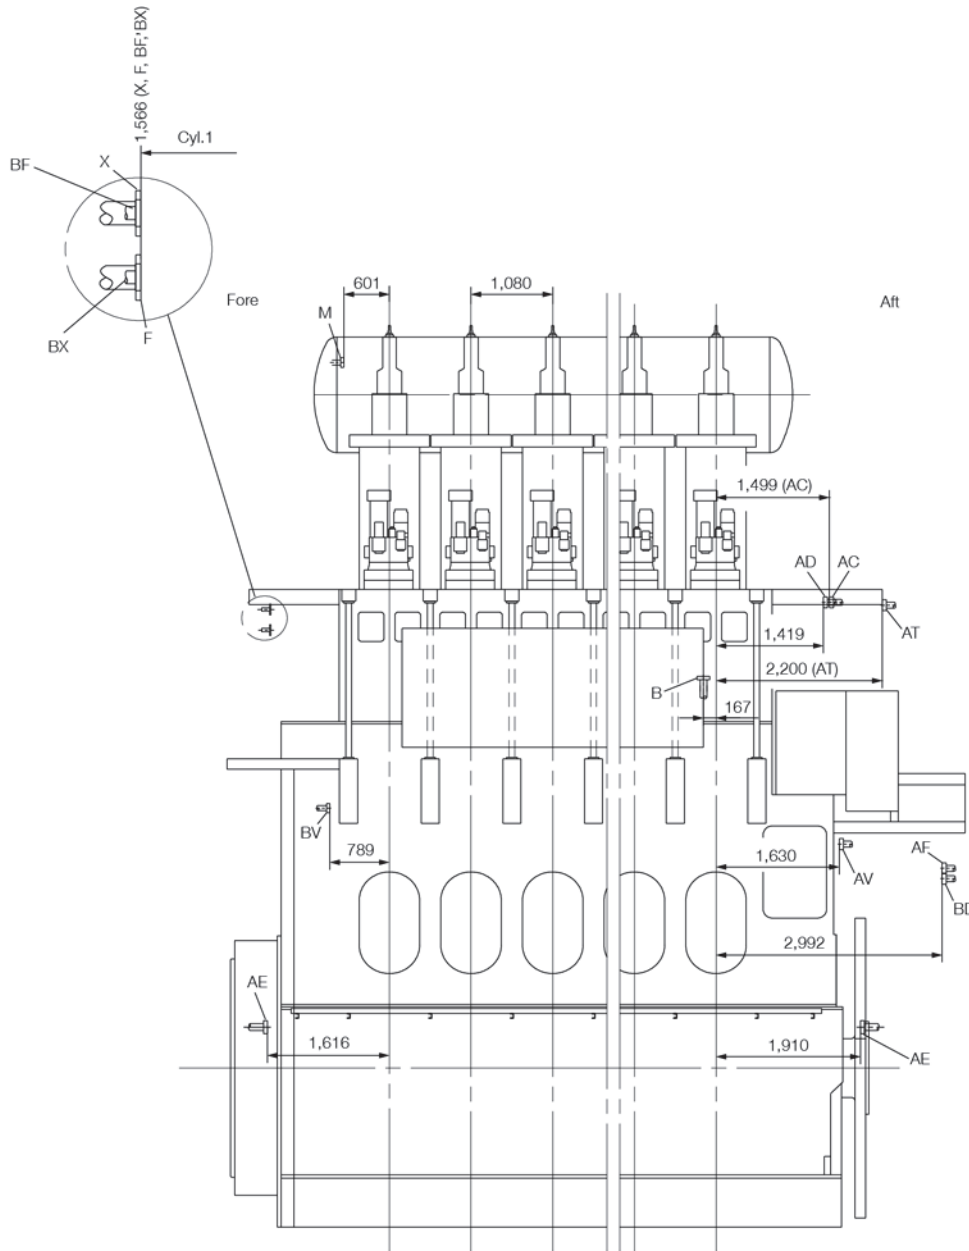 1,566 (X, F, BF, BX)
Cyl.1
X
BF
BX
F
Fore
Aft
601
1,080
M
1,499 (AC)
AD
AC
AT
1,419
2,200 (AT)
B
167
BV
789
1,630
AV
AF
BD
2,992
AE
1,616
1,910
AE